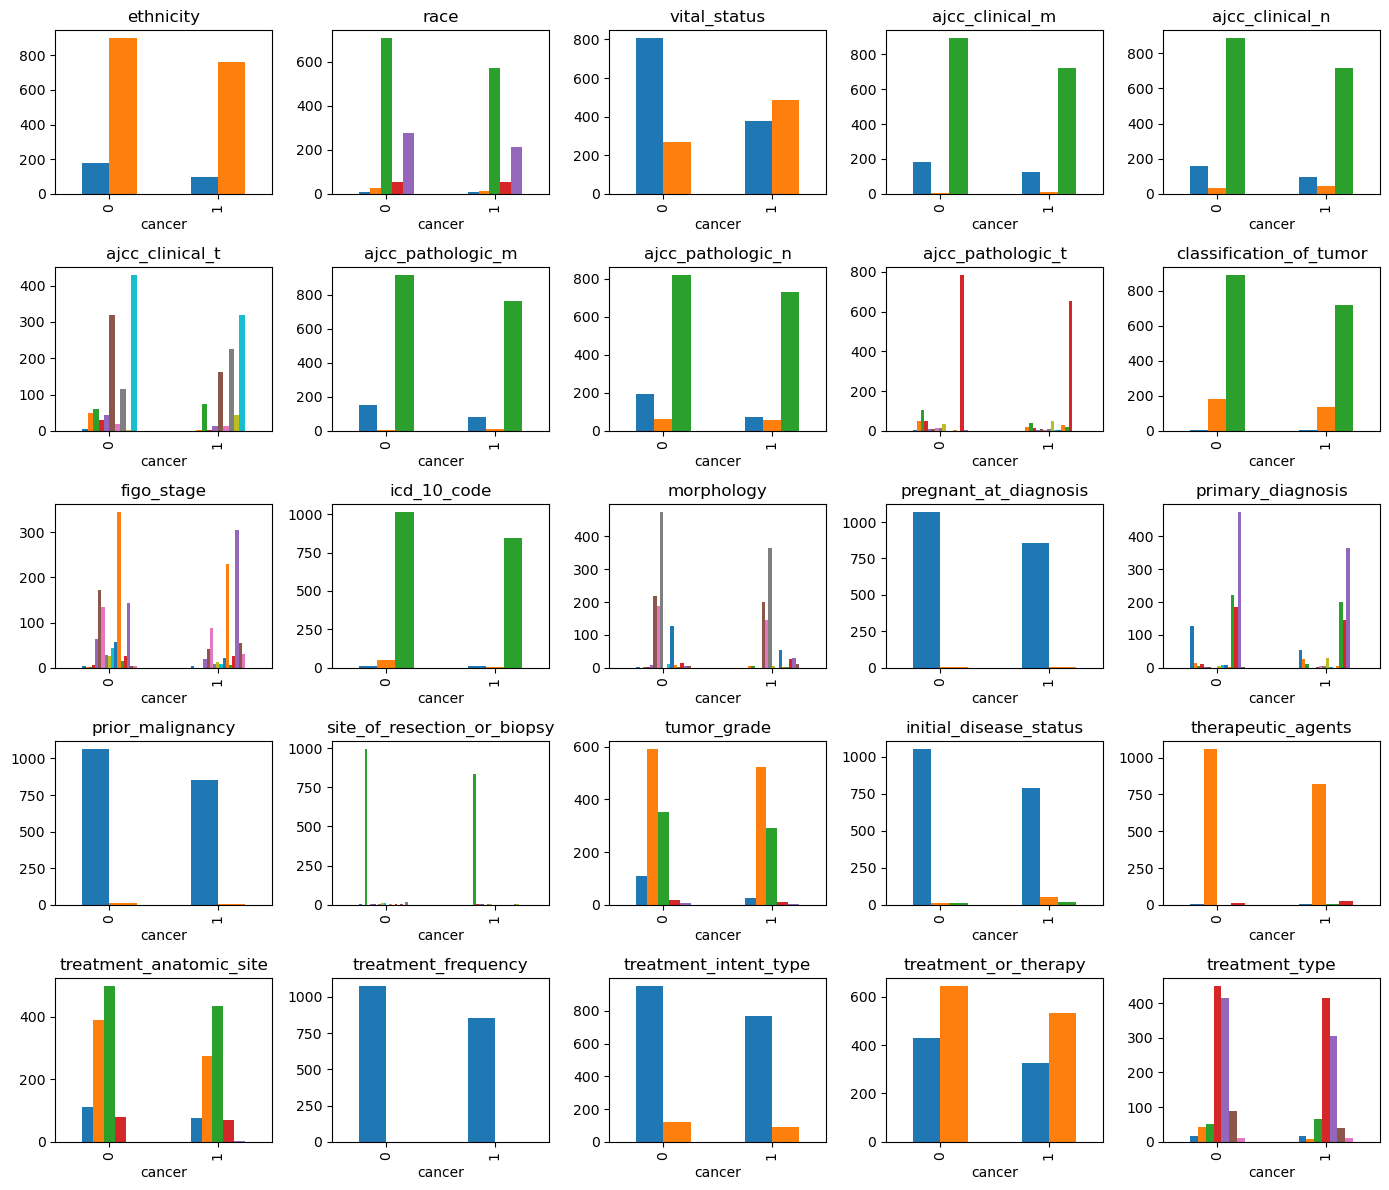 ethnicity race vital_status ajcc_clinical_m ajcc_clinical_n
800 600 400 200 0
600 400 200 0
800 600 400 200 0
800 600 400 200 0
800 600 400 200 0
0 1 0 1 0 1 0 1 0 1
cancer cancer cancer cancer cancer
ajcc_clinical_t ajcc_pathologic_m ajcc_pathologic_n ajcc_pathologic_t classification_of_tumor
400 300 200 100 0
800 600 400 200 0
800 600 400 200 0
800 600 400 200 0
800 600 400 200 0
0 1 0 1 0 1 0 1 0 1
cancer cancer cancer cancer cancer
figo_stage icd_10_code morphology pregnant_at_diagnosis primary_diagnosis
300 200 100 0
1000 750 500 250 0
400 300 200 100 0
1000 750 500 250 0
400 300 200 100 0
0 1 0 1 0 1 0 1 0 1
cancer cancer cancer cancer cancer
prior_malignancy site_of_resection_or_biopsy tumor_grade initial_disease_status therapeutic_agents
1000 750 500 250 0
1000 750 500 250 0
600 400 200 0
1000 750 500 250 0
1000 750 500 250 0
0 1 0 1 0 1 0 1 0 1
cancer cancer cancer cancer cancer
treatment_anatomic_site treatment_frequency treatment_intent_type treatment_or_therapy treatment_type
400 200 0
1000 750 500 250 0
800 600 400 200 0
600 400 200 0
400 300 200 100 0
0 1 0 1 0 1 0 1 0 1
cancer cancer cancer cancer cancer